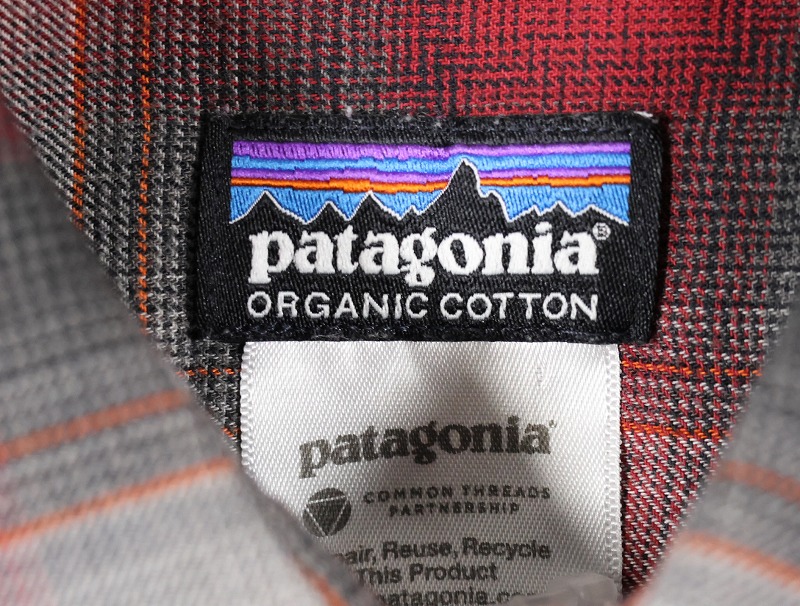 patagonia®
ORGANIC COTTON
patagonia®
COMMON THREADS
PARTNERSHIP
Reuse, Recycle
This Product